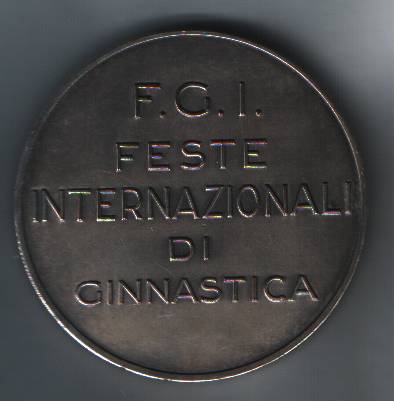 F.G.I.
FESTE
INTERNAZIONALI
DI
GINNASTICA